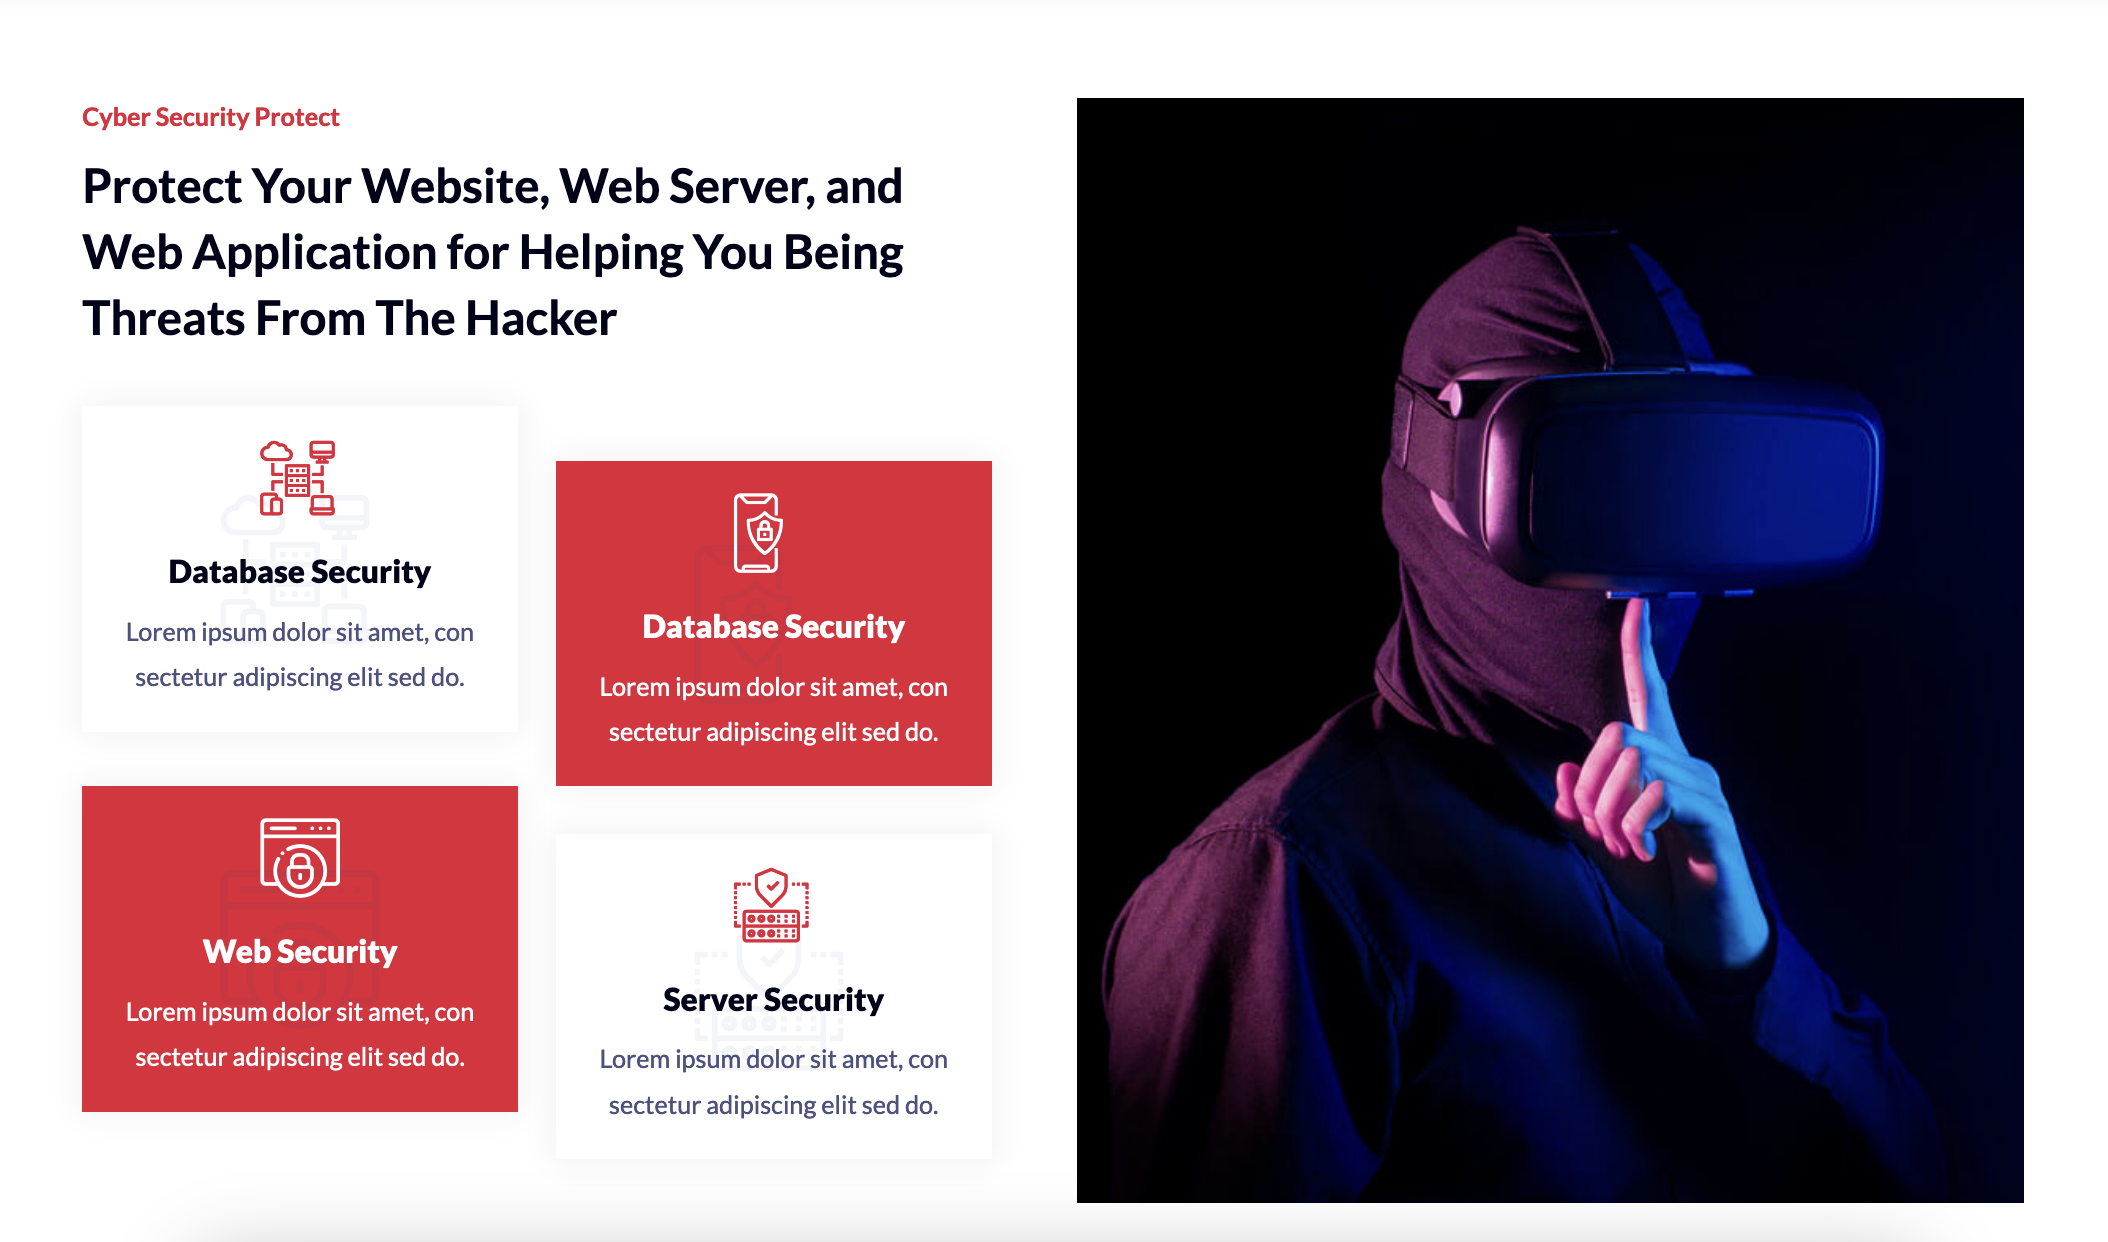 Cyber Security Protect
Protect Your Website, Web Server, and
Web Application for Helping You Being
Threats From The Hacker
Database Security
Lorem ipsum dolor sit amet, con
sectetur adipiscing elit sed do.
Database Security
Lorem ipsum dolor sit amet, con
sectetur adipiscing elit sed do.
Web Security
Lorem ipsum dolor sit amet, con
sectetur adipiscing elit sed do.
Server Security
Lorem ipsum dolor sit amet, con
sectetur adipiscing elit sed do.